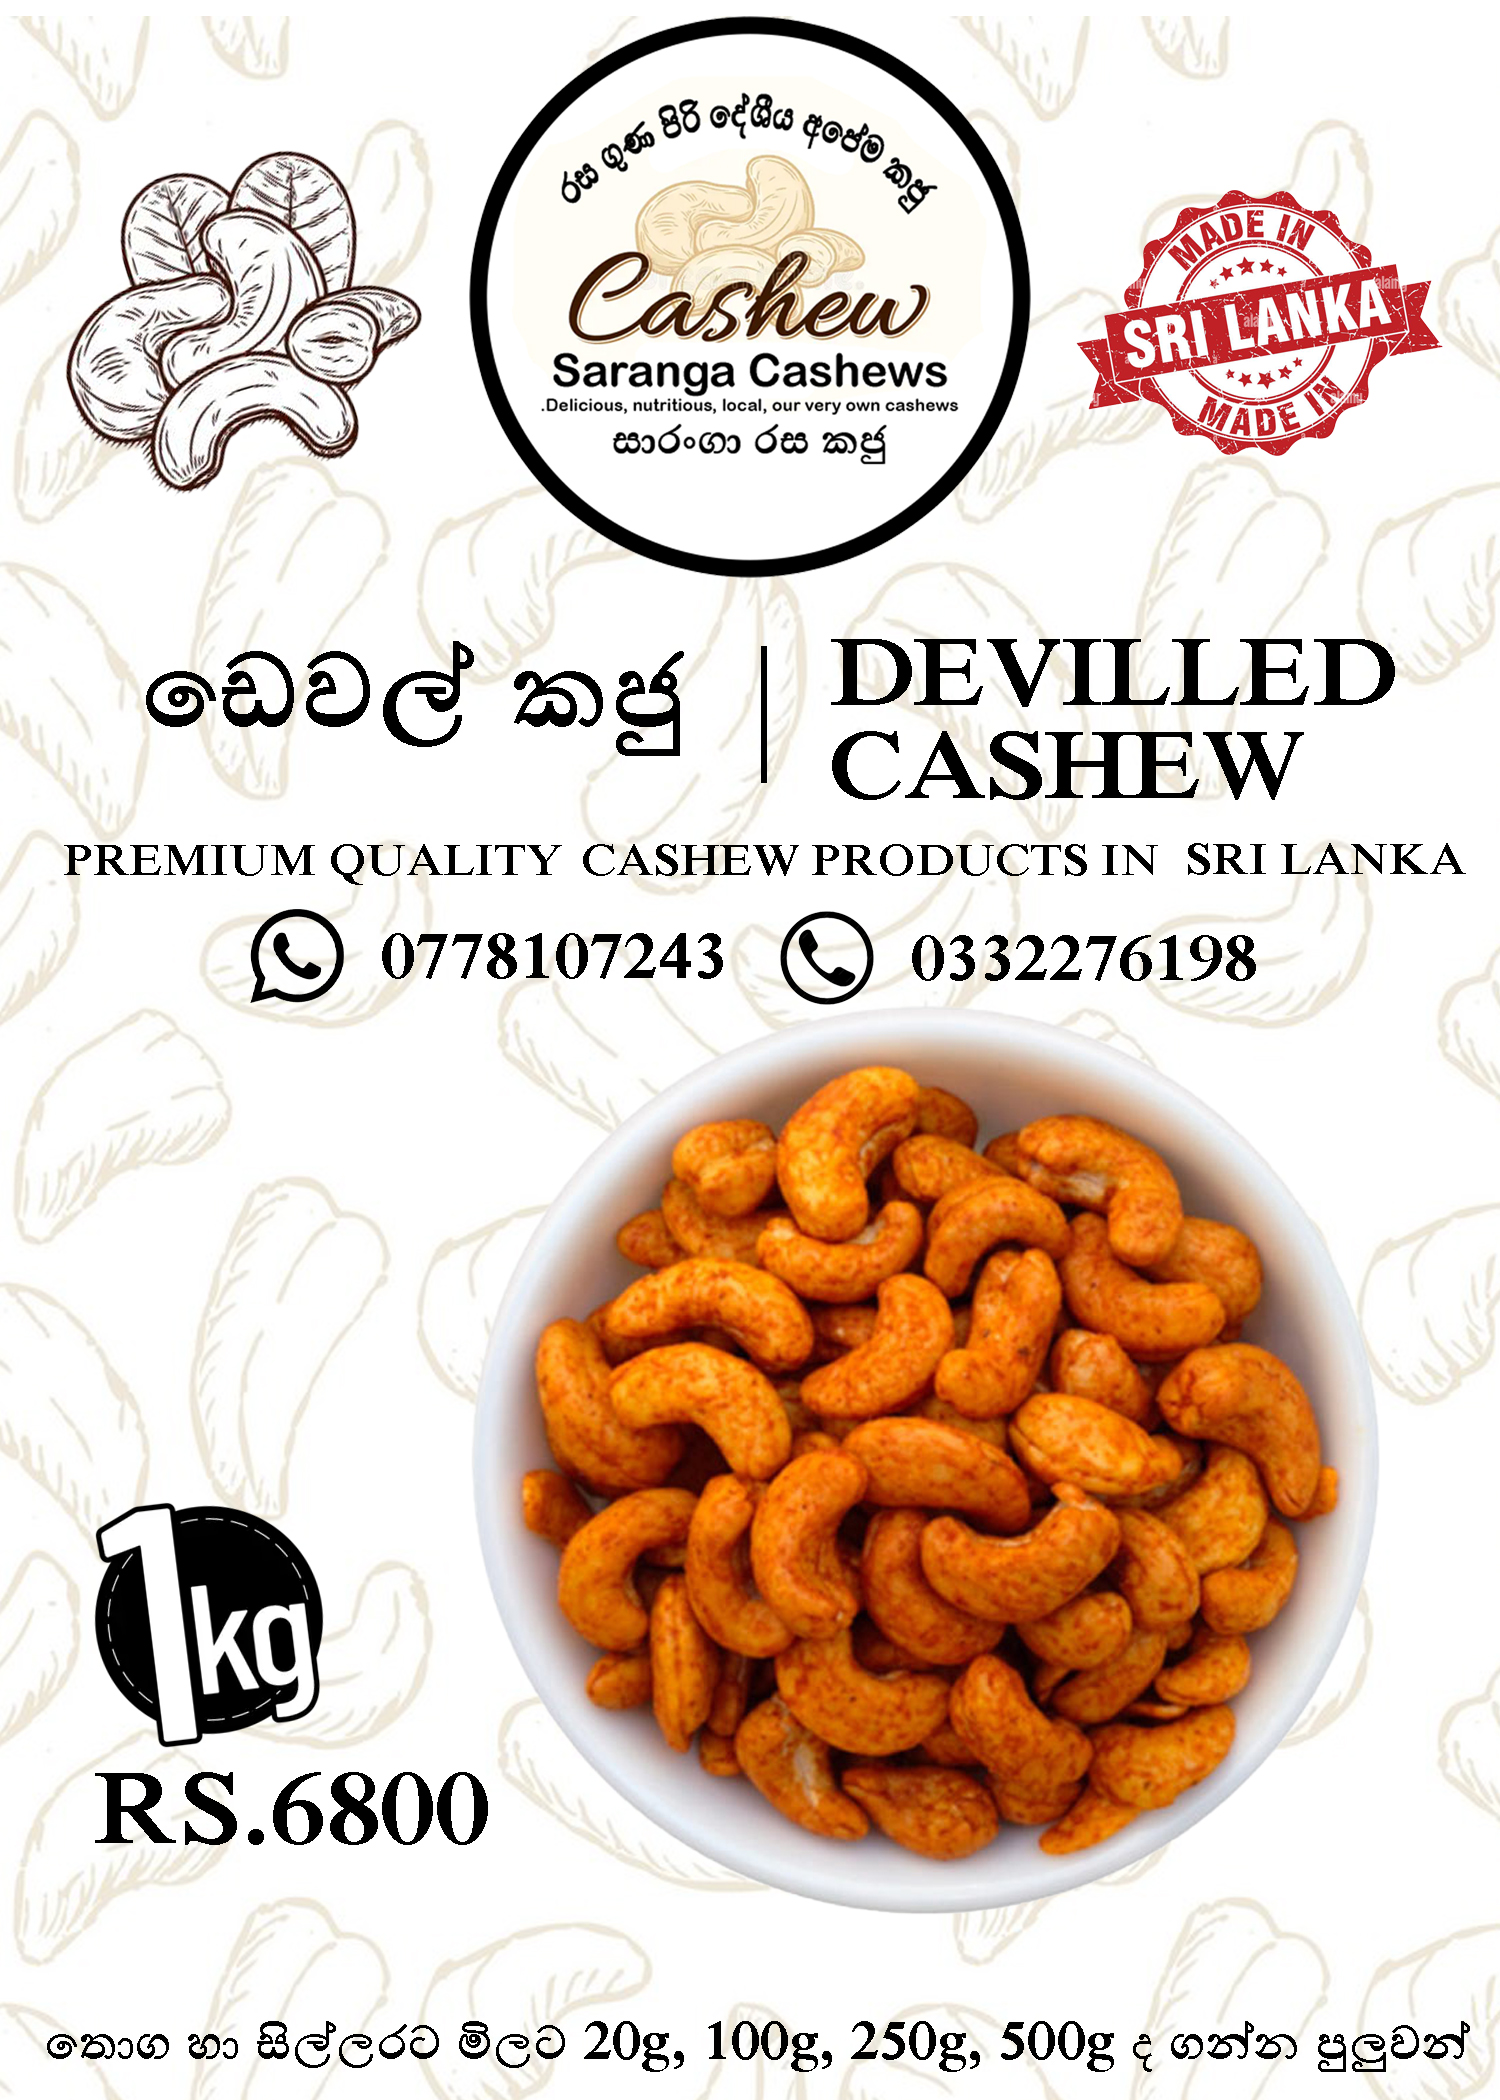 රස ගුණ පිරි දේශීය අපේම කජු
Cashew
Saranga Cashews
.Delicious, nutritious, local, our very own cashews
සාරංගා රස කජු
MADE IN
SRI LANKA
MADE IN
ඩෙවල් කජු
DEVILLED
CASHEW
PREMIUM QUALITY CASHEW PRODUCTS IN SRI LANKA
0778107243
0332276198
1kg
RS.6800
තොග හා සිල්ලරට මිලට 20g, 100g, 250g, 500g ද ගන්න පුලුවන්